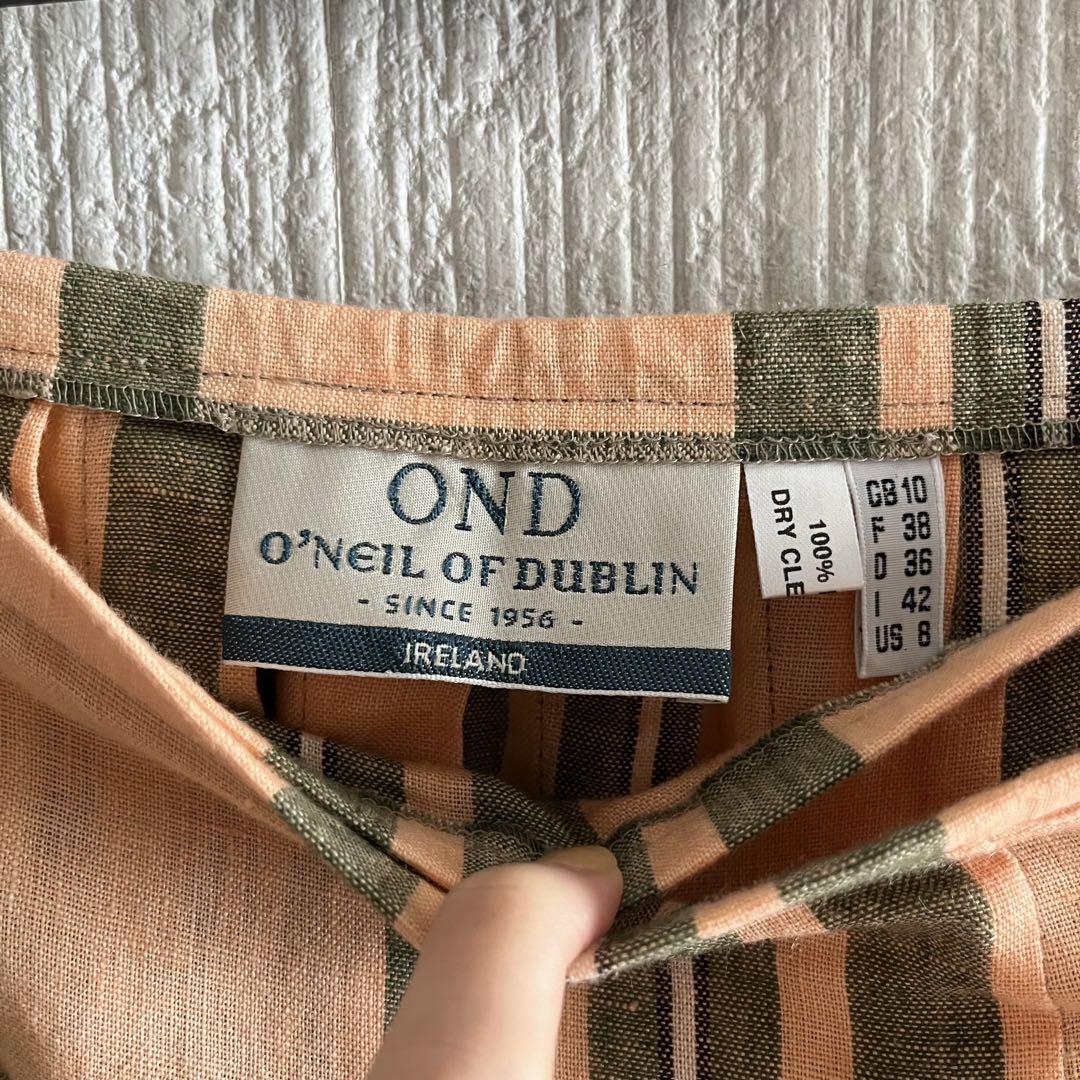 OND
O'NEIL OF DUBLIN
- SINCE 1956 -
IRELAND
100%
DRY CLE
GB 10
F 38
D 36
I 42
US 8